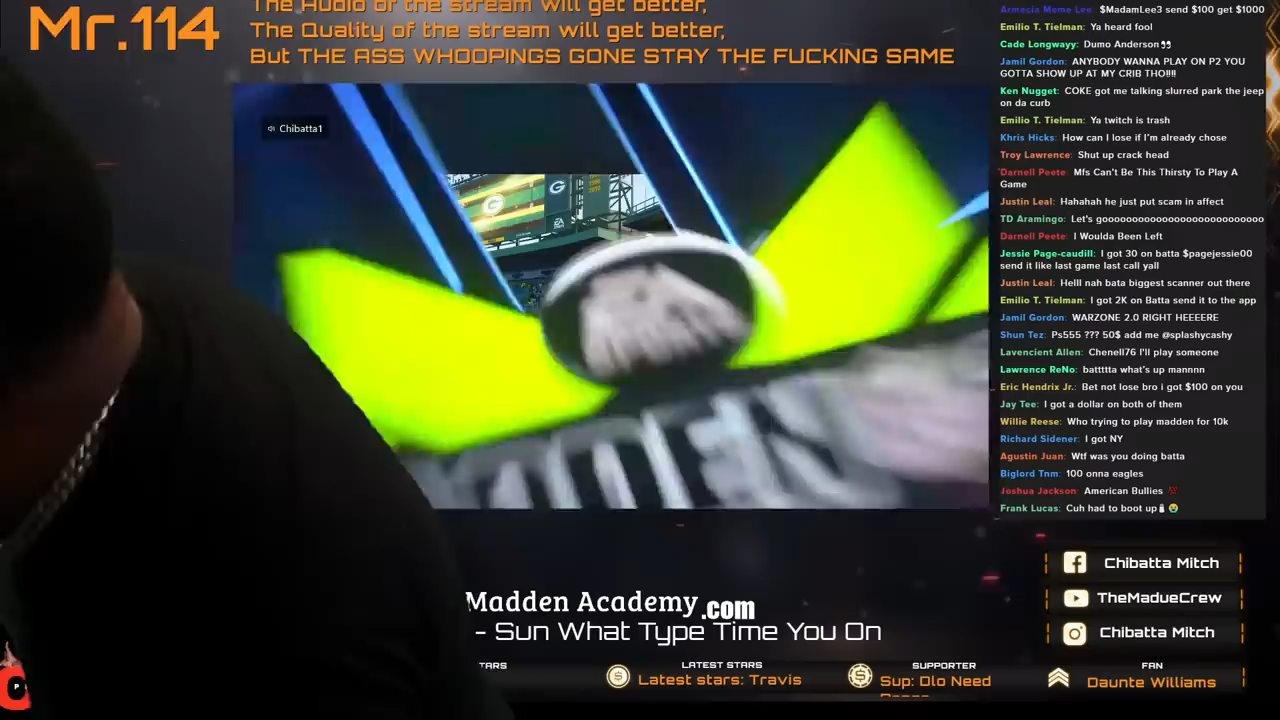 Mr.114
The Audio of the stream will get better,
The Quality of the stream will get better,
But THE ASS WHOOPINGS GONE STAY THE FUCKING SAME
Chibatta1
Armecia Meme Lee: $MadamLee3 send $100 get $1000
Emilio T. Tielman: Ya heard fool
Cade Longwayy: Dumo Anderson👀
Jamil Gordon: ANYBODY WANNA PLAY ON P2 YOU
GOTTA SHOW UP AT MY CRIB THO!!!!
Ken Nugget: COKE got me talking slurred park the jeep
on da curb
Emilio T. Tielman: Ya twitch is trash
Khris Hicks: How can I lose if I'm already chose
Troy Lawrence: Shut up crack head
Darnell Peete: Mfs Can't Be This Thirsty To Play A
Game
Justin Leal: Hahahah he just put scam in affect
TD Aramingo: Let's gooooooooooooooooooooooooooo
Darnell Peete: I Woulda Been Left
Jessie Page-caudill: I got 30 on batta $pagejessie00
send it like last game last call yall
Justin Leal: Helll nah bata biggest scanner out there
Emilio T. Tielman: I got 2K on Batta send it to the app
Jamil Gordon: WARZONE 2.0 RIGHT HEEEERE
Shun Tez: Ps555 ??? 50$ add me @splashycashy
Lavencient Allen: Chenell76 I'll play someone
Lawrence ReNo: battttta what's up mannnn
Eric Hendrix Jr.: Bet not lose bro i got $100 on you
Jay Tee: I got a dollar on both of them
Willie Reese: Who trying to play madden for 10k
Richard Sidener: I got NY
Agustin Juan: Wtf was you doing batta
Biglord Tnm: 100 onna eagles
Joshua Jackson: American Bullies 💯
Frank Lucas: Cuh had to boot up🧂😭
Chibatta Mitch
TheMadueCrew
Chibatta Mitch
Madden Academy.com
- Sun What Type Time You On
TARS
LATEST STARS
Latest stars: Travis
SUPPORTER
Sup: Dlo Need
FAN
Daunte Williams